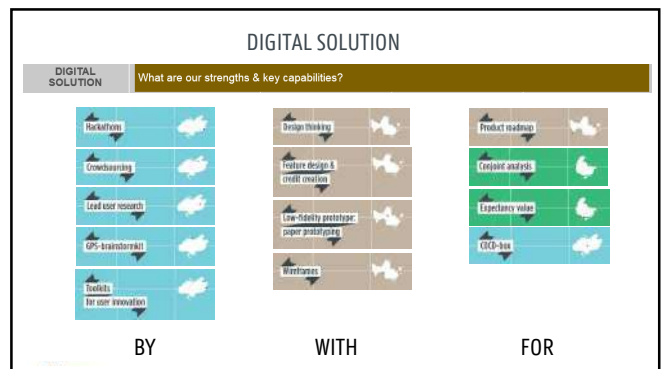 DIGITAL SOLUTION
DIGITAL
SOLUTION
What are our strengths & key capabilities?
Hackathons
Crowdsourcing
Lead user research
GPS-brainstormkit
Toolkits
for user innovation
Design thinking
Feature design &
credit creation
Low-fidelity prototype:
paper prototyping
Wireframes
Product roadmap
Conjoint analysis
Expectancy value
COCD-box
BY
WITH
FOR